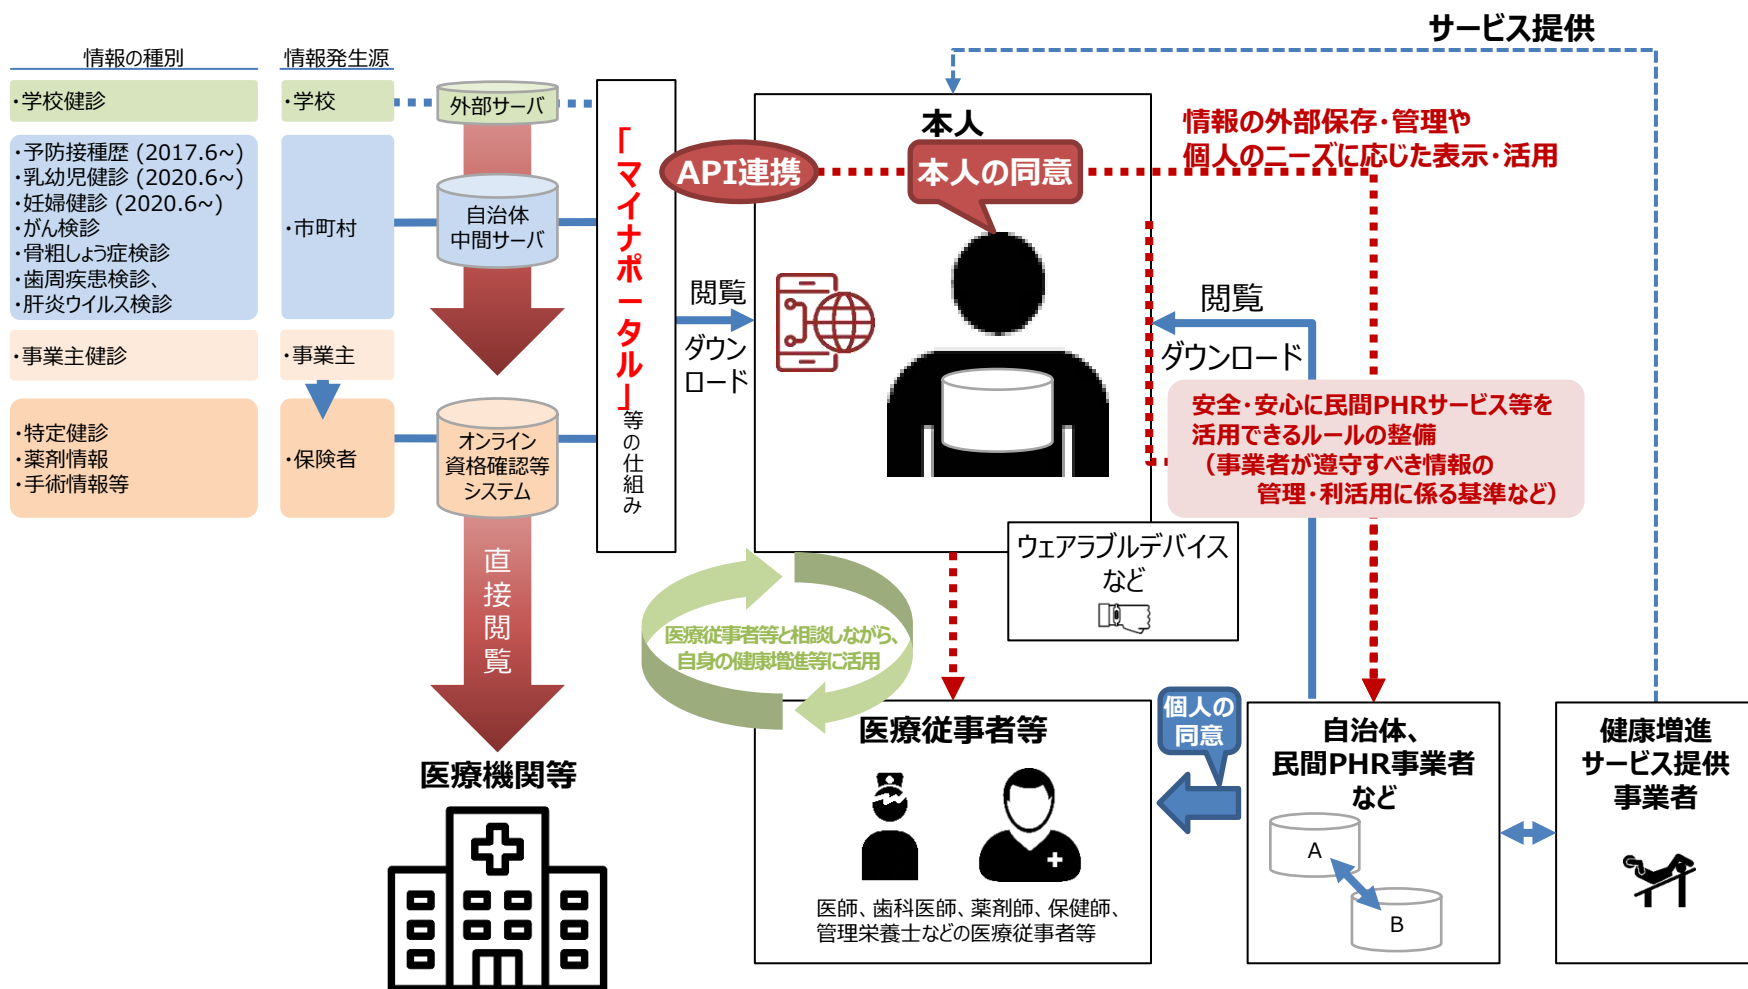 情報の種別
情報発生源
・学校健診
・学校
外部サーバ
・予防接種歴 (2017.6~)
・乳幼児健診 (2020.6~)
・妊婦健診 (2020.6~)
・がん検診
・骨粗しょう症検診
・歯周疾患検診、
・肝炎ウイルス検診
・市町村
自治体
中間サーバ
・事業主健診
・事業主
・特定健診
・薬剤情報
・手術情報等
・保険者
オンライン
資格確認等
システム
直接閲覧
医療機関等
「マイナポータル」
等の仕組み
API連携
閲覧
ダウン
ロード
本人
本人の同意
サービス提供
情報の外部保存・管理や
個人のニーズに応じた表示・活用
閲覧
ダウンロード
安全・安心に民間PHRサービス等を
活用できるルールの整備
（事業者が遵守すべき情報の
管理・利活用に係る基準など）
ウェアラブルデバイス
など
医療従事者等と相談しながら、
自身の健康増進等に活用
医療従事者等
医師、歯科医師、薬剤師、保健師、
管理栄養士などの医療従事者等
個人の
同意
自治体、
民間PHR事業者
など
A
B
健康増進
サービス提供
事業者